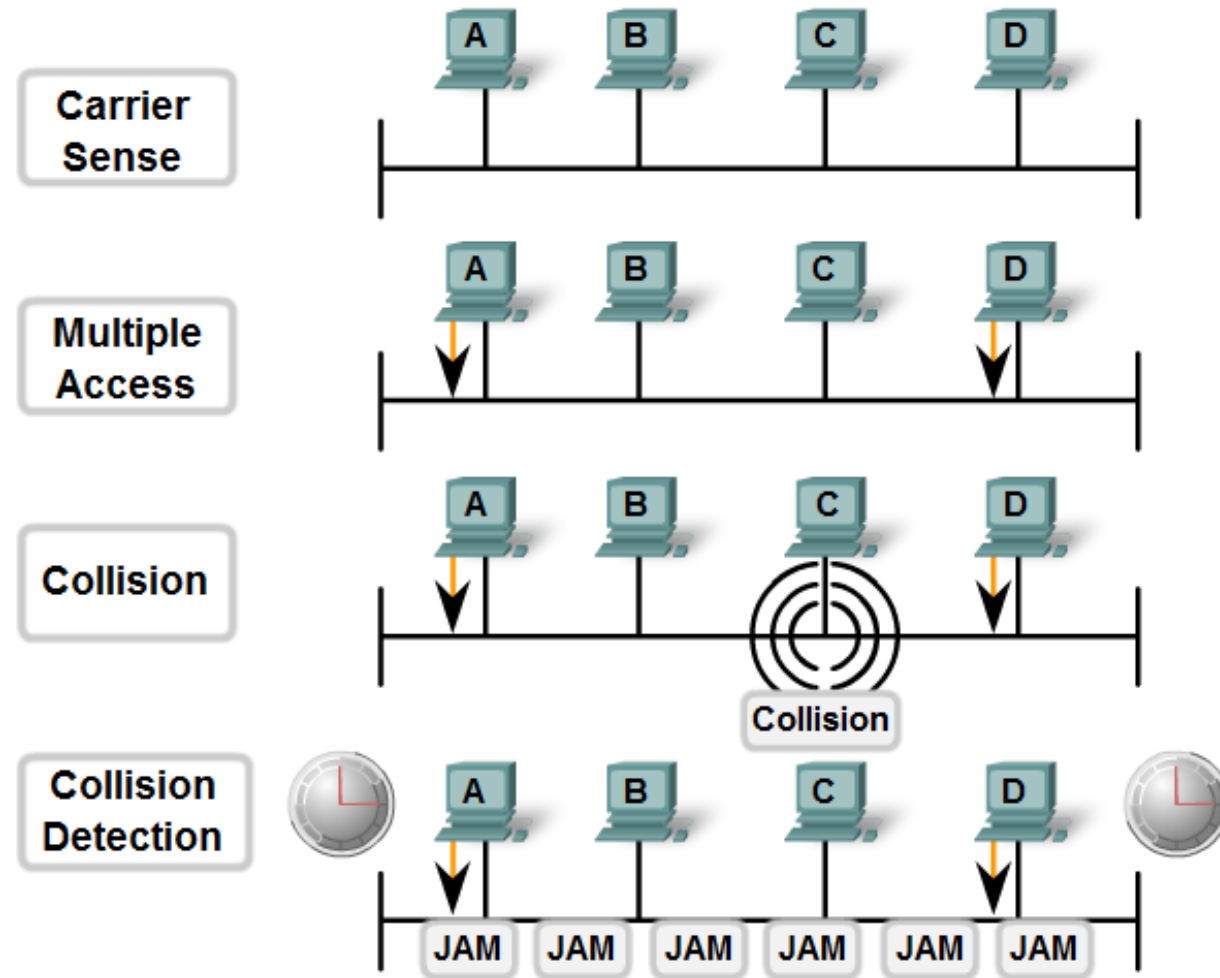 A B C D
Carrier
Sense
A B C D
Multiple
Access
A B C D
Collision
Collision
A B C D
Collision
Detection
JAM JAM JAM JAM JAM JAM